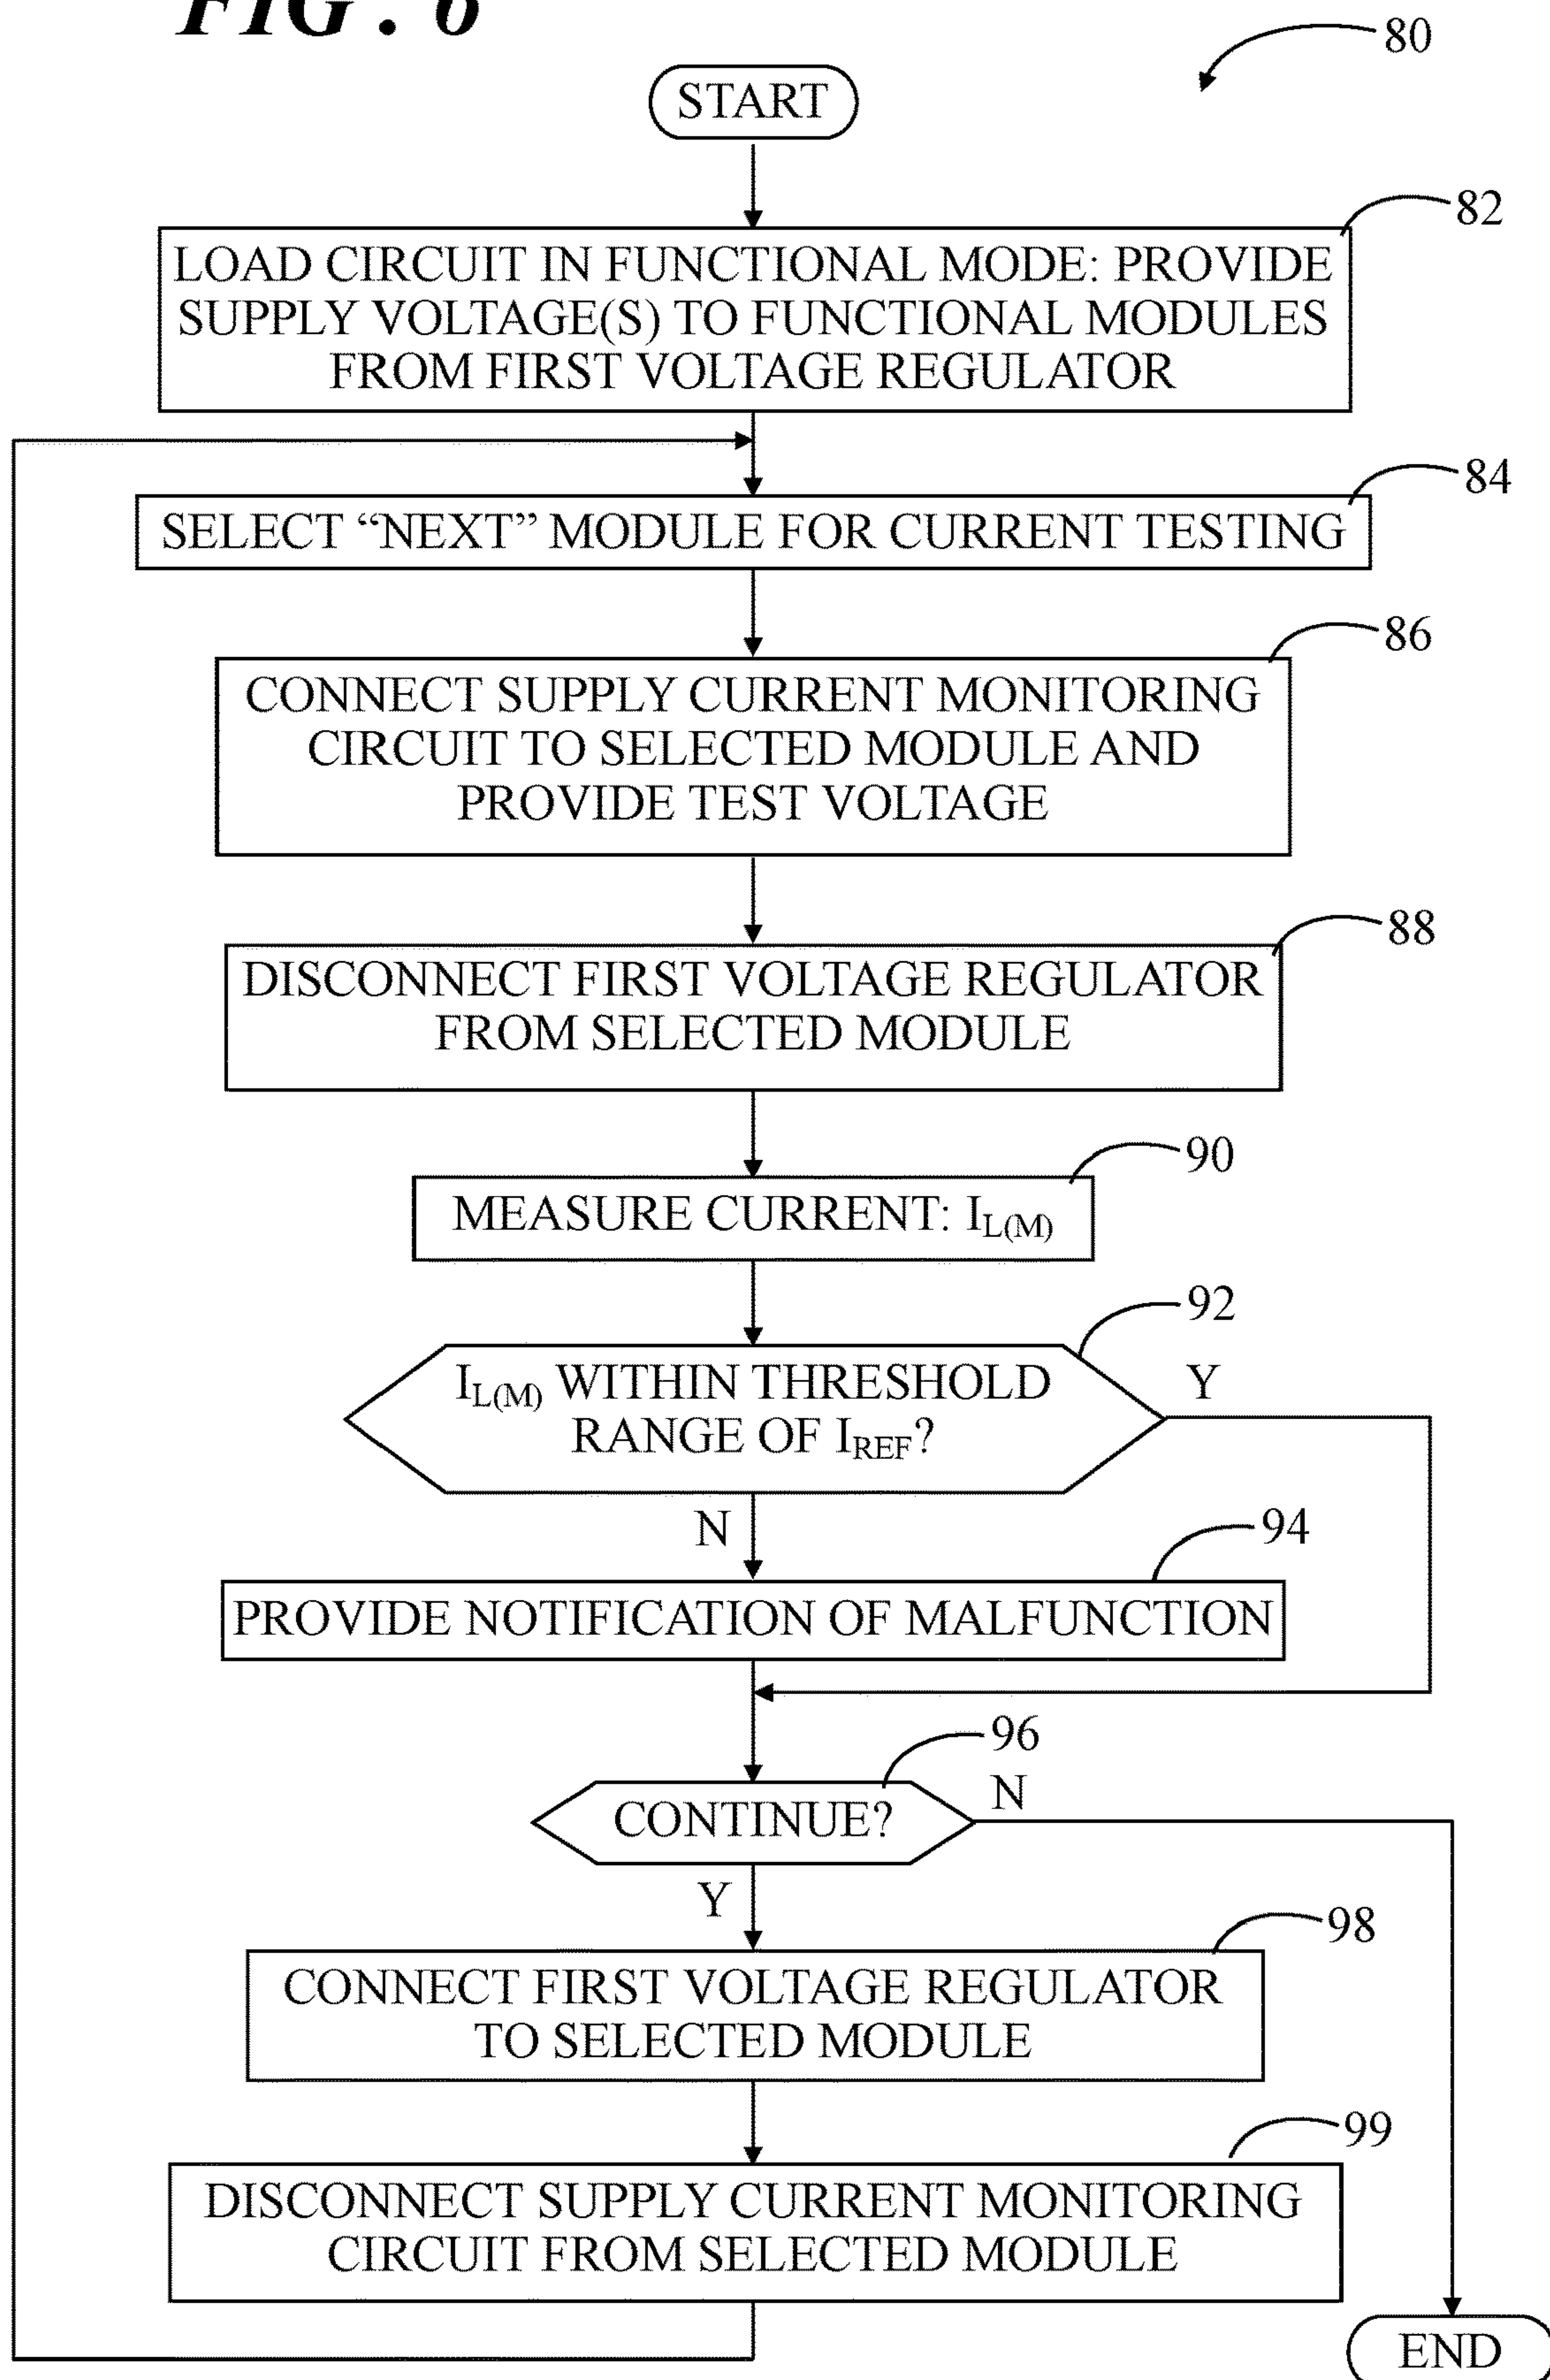 FIG. 6
80
START
82
LOAD CIRCUIT IN FUNCTIONAL MODE: PROVIDE
SUPPLY VOLTAGE(S) TO FUNCTIONAL MODULES
FROM FIRST VOLTAGE REGULATOR
84
SELECT “NEXT” MODULE FOR CURRENT TESTING
86
CONNECT SUPPLY CURRENT MONITORING
CIRCUIT TO SELECTED MODULE AND
PROVIDE TEST VOLTAGE
88
DISCONNECT FIRST VOLTAGE REGULATOR
FROM SELECTED MODULE
90
MEASURE CURRENT: IL(M)
92
IL(M) WITHIN THRESHOLD
RANGE OF IREF?
Y
N
94
PROVIDE NOTIFICATION OF MALFUNCTION
96
CONTINUE?
N
Y
98
CONNECT FIRST VOLTAGE REGULATOR
TO SELECTED MODULE
99
DISCONNECT SUPPLY CURRENT MONITORING
CIRCUIT FROM SELECTED MODULE
END